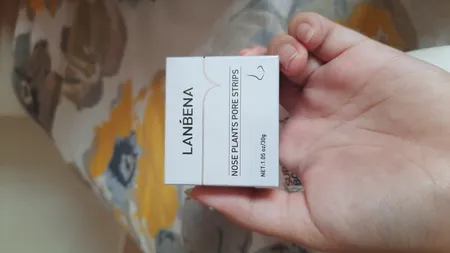 LANBENA
NOSE PLANTS PORE STRIPS
NET:1.05 oz/30g